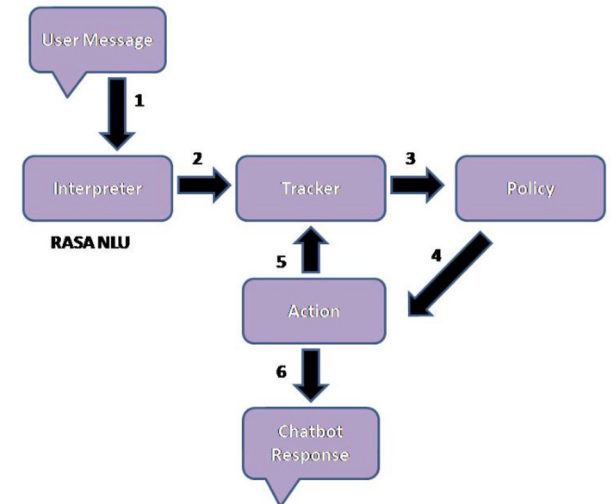 User Message
1
Interpreter
2
Tracker
3
Policy
RASA NLU
4
5
Action
6
Chatbot
Response